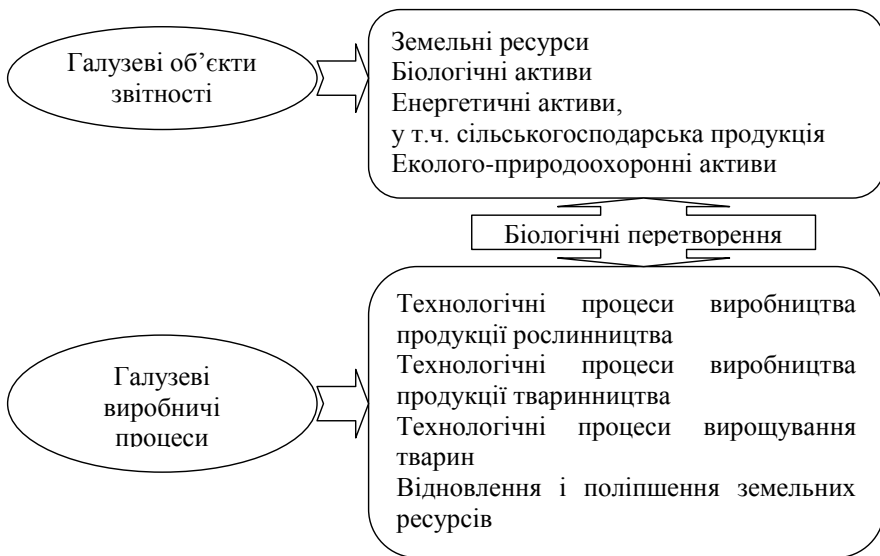 Галузеві об’єкти
звітності
Земельні ресурси
Біологічні активи
Енергетичні активи,
у т.ч. сільськогосподарська продукція
Еколого-природоохоронні активи
Біологічні перетворення
Галузеві
виробничі
процеси
Технологічні процеси виробництва
продукції рослинництва
Технологічні процеси виробництва
продукції тваринництва
Технологічні процеси вирощування
тварин
Відновлення і поліпшення земельних
ресурсів